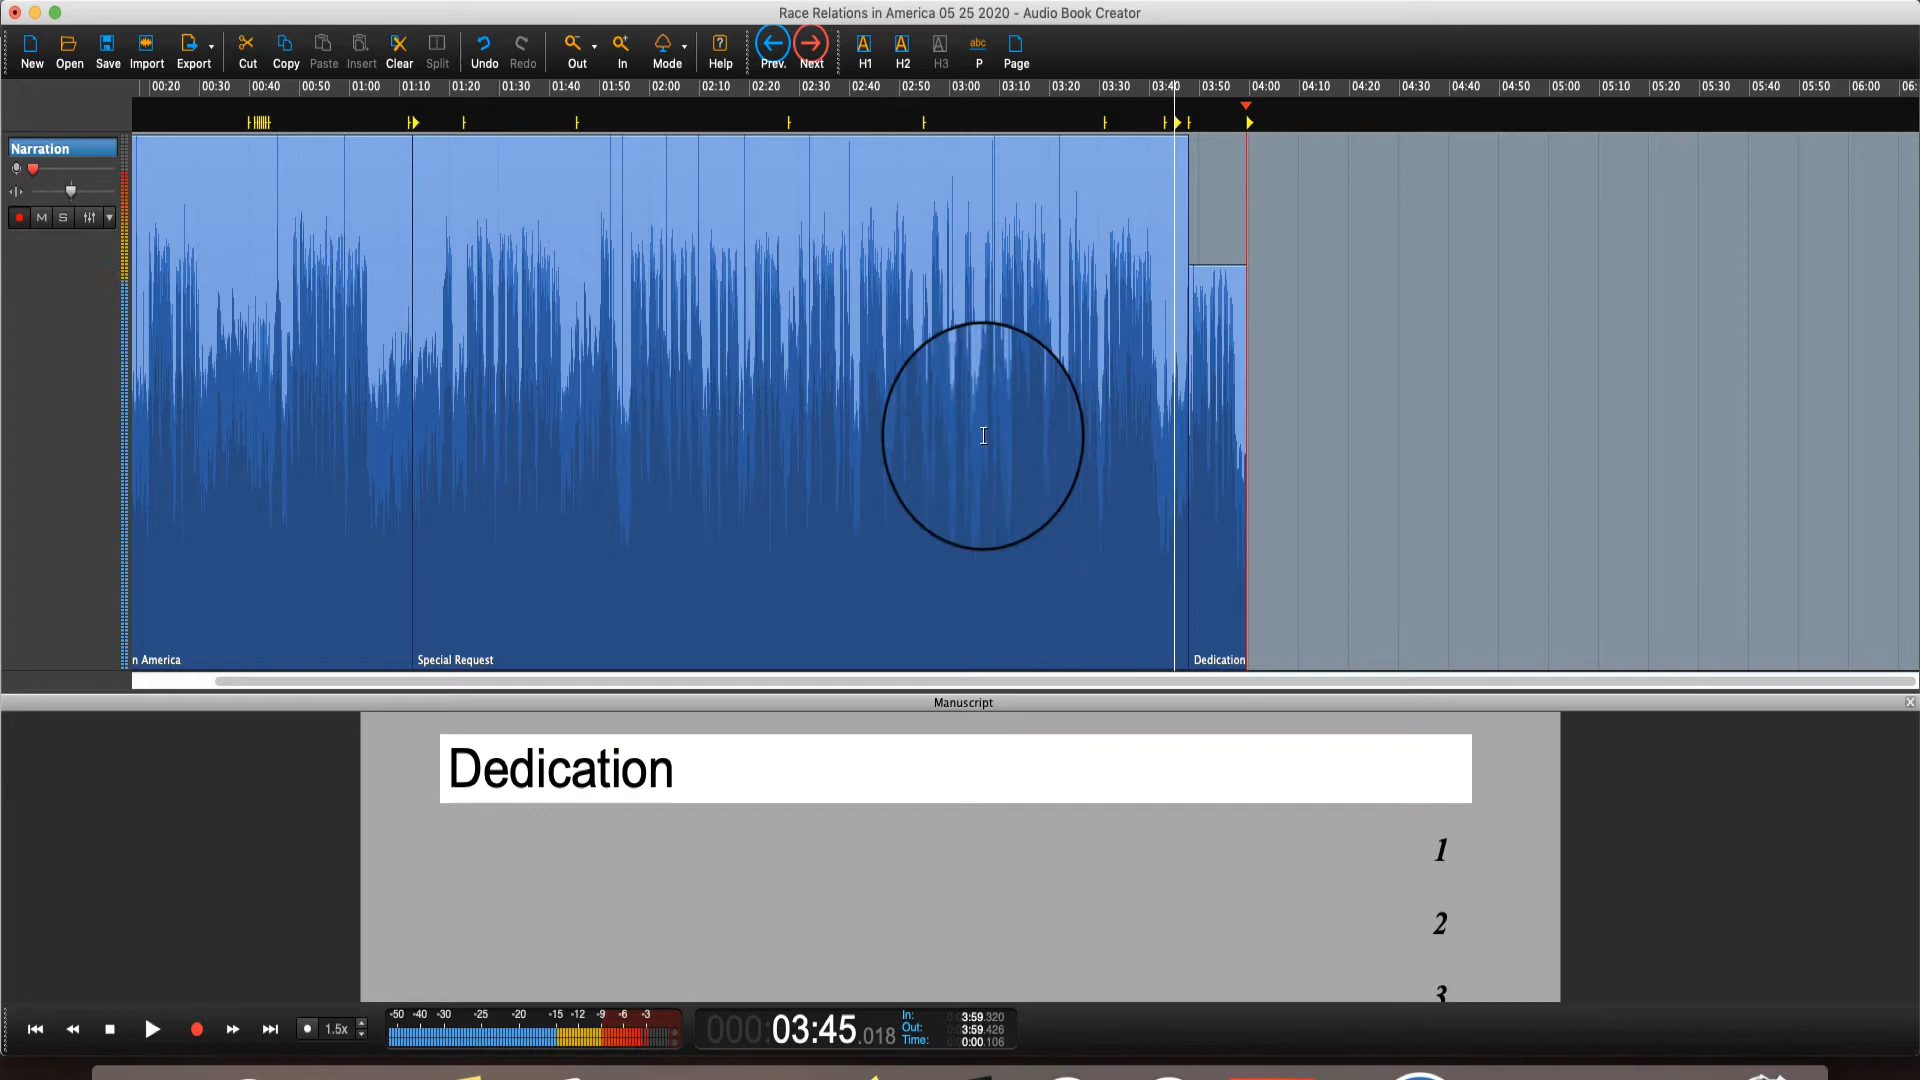 Race Relations in America 05 25 2020 - Audio Book Creator
New Open Save Import Export Cut Copy Paste Insert Clear Split Undo Redo Out In Mode Help Prev. Next H1 H2 H3 P Page
00:20 00:30 00:40 00:50 01:00 01:10 01:20 01:30 01:40 01:50 02:00 02:10 02:20 02:30 02:40 02:50 03:00 03:10 03:20 03:30 03:40 03:50 04:00 04:10 04:20 04:30 04:40 04:50 05:00 05:10 05:20 05:30 05:40 05:50 06:00 06:
Narration
M S
n America Special Request Dedication
Manuscript
Dedication
1
2
3
1.5x
-50 -40 -30 -25 -20 -15 -12 -9 -6 -3
000:03:45.018
In: 3:59.320
Out: 3:59.426
Time: 0:00.106